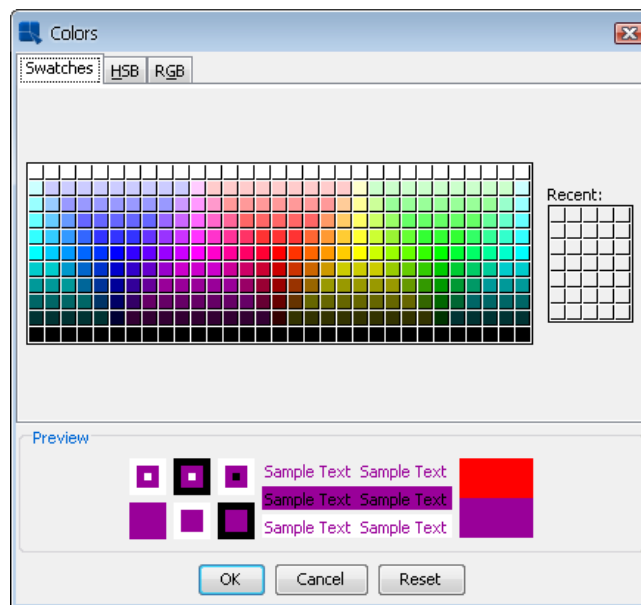 Colors
Swatches HSB RGB
Recent:
Preview
Sample Text Sample Text
Sample Text Sample Text
Sample Text Sample Text
OK Cancel Reset